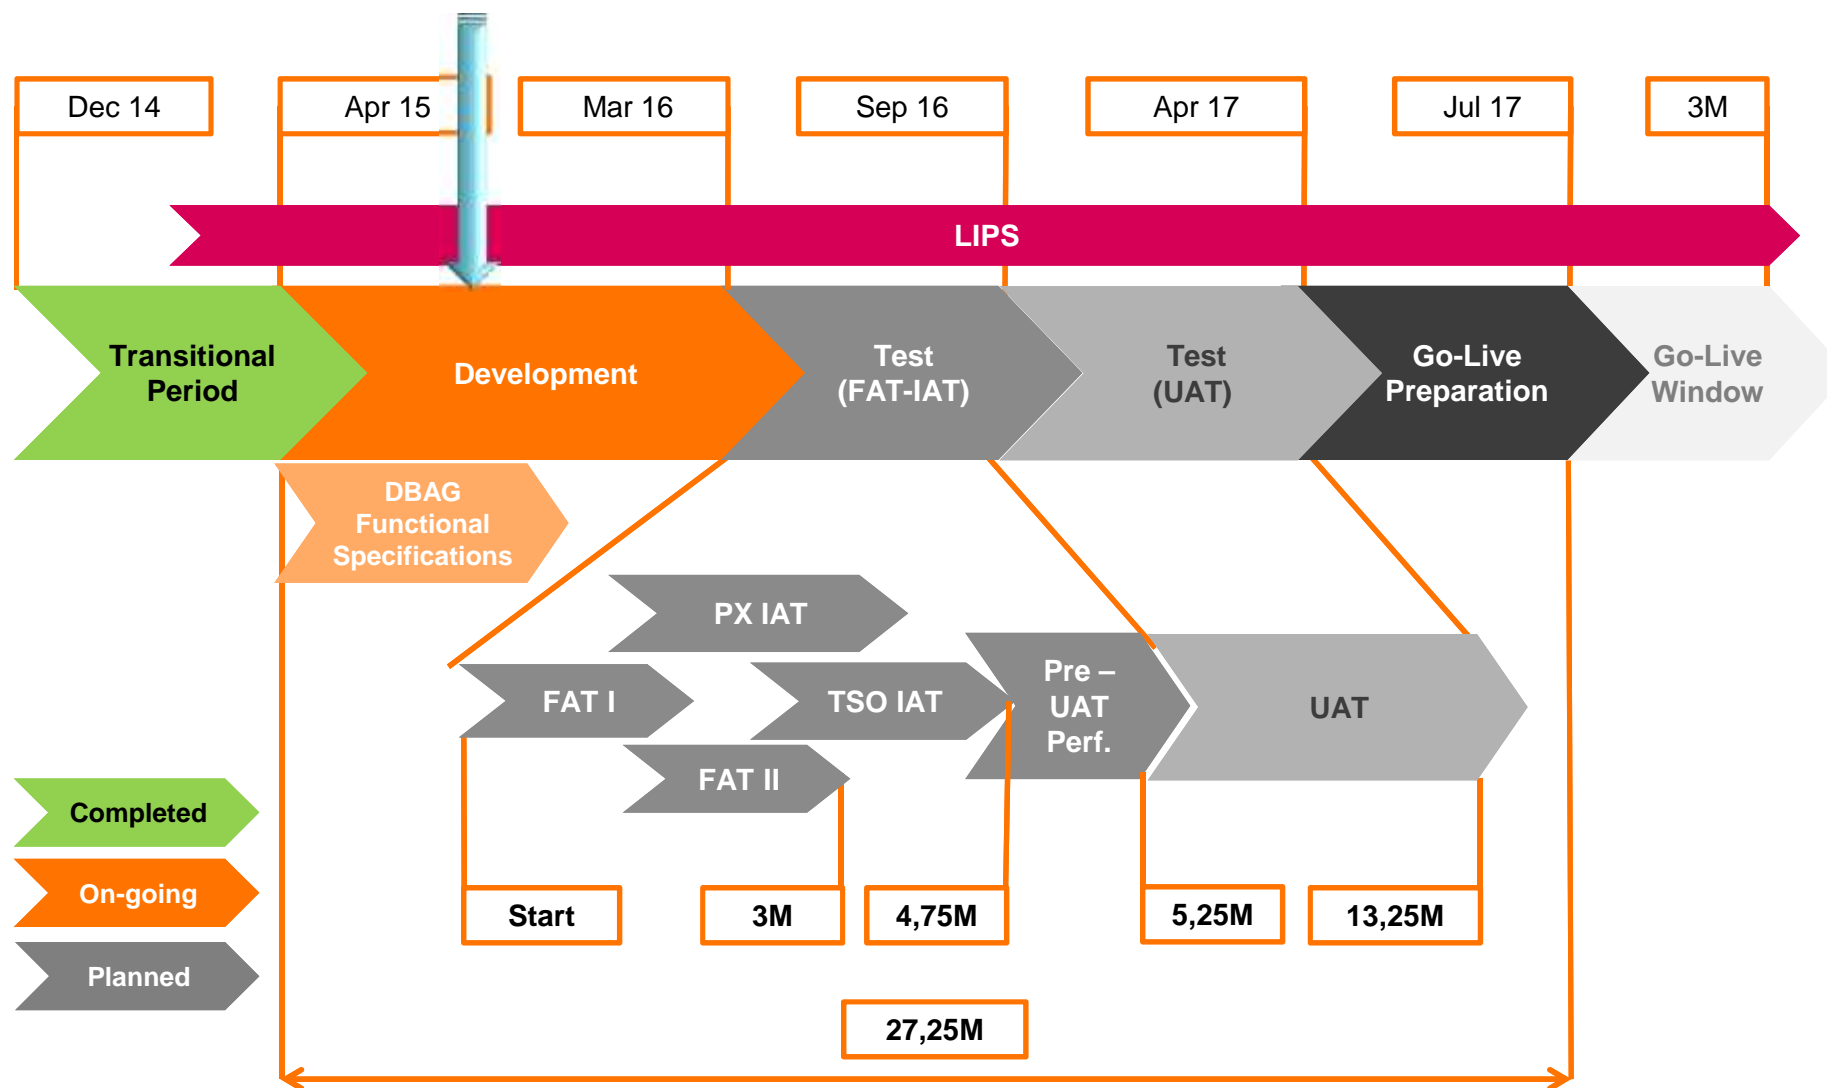 Dec 14
Apr 15
Mar 16
Sep 16
Apr 17
Jul 17
3M
LIPS
Transitional
Period
Development
Test
(FAT-IAT)
Test
(UAT)
Go-Live
Preparation
Go-Live
Window
DBAG
Functional
Specifications
PX IAT
FAT I
TSO IAT
FAT II
Pre –
UAT
Perf.
UAT
Completed
On-going
Planned
Start
3M
4,75M
5,25M
13,25M
27,25M